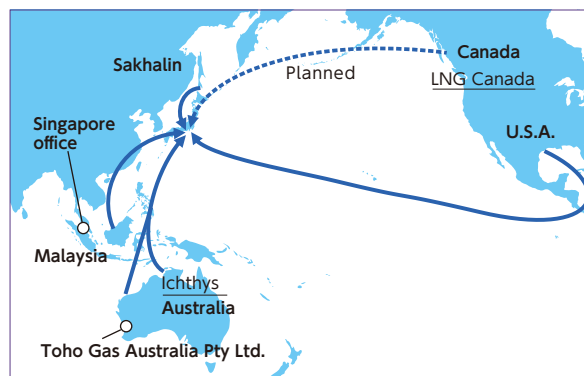 Sakhalin
Planned
Canada
LNG Canada
U.S.A.
Singapore
office
Malaysia
Ichthys
Australia
Toho Gas Australia Pty Ltd.